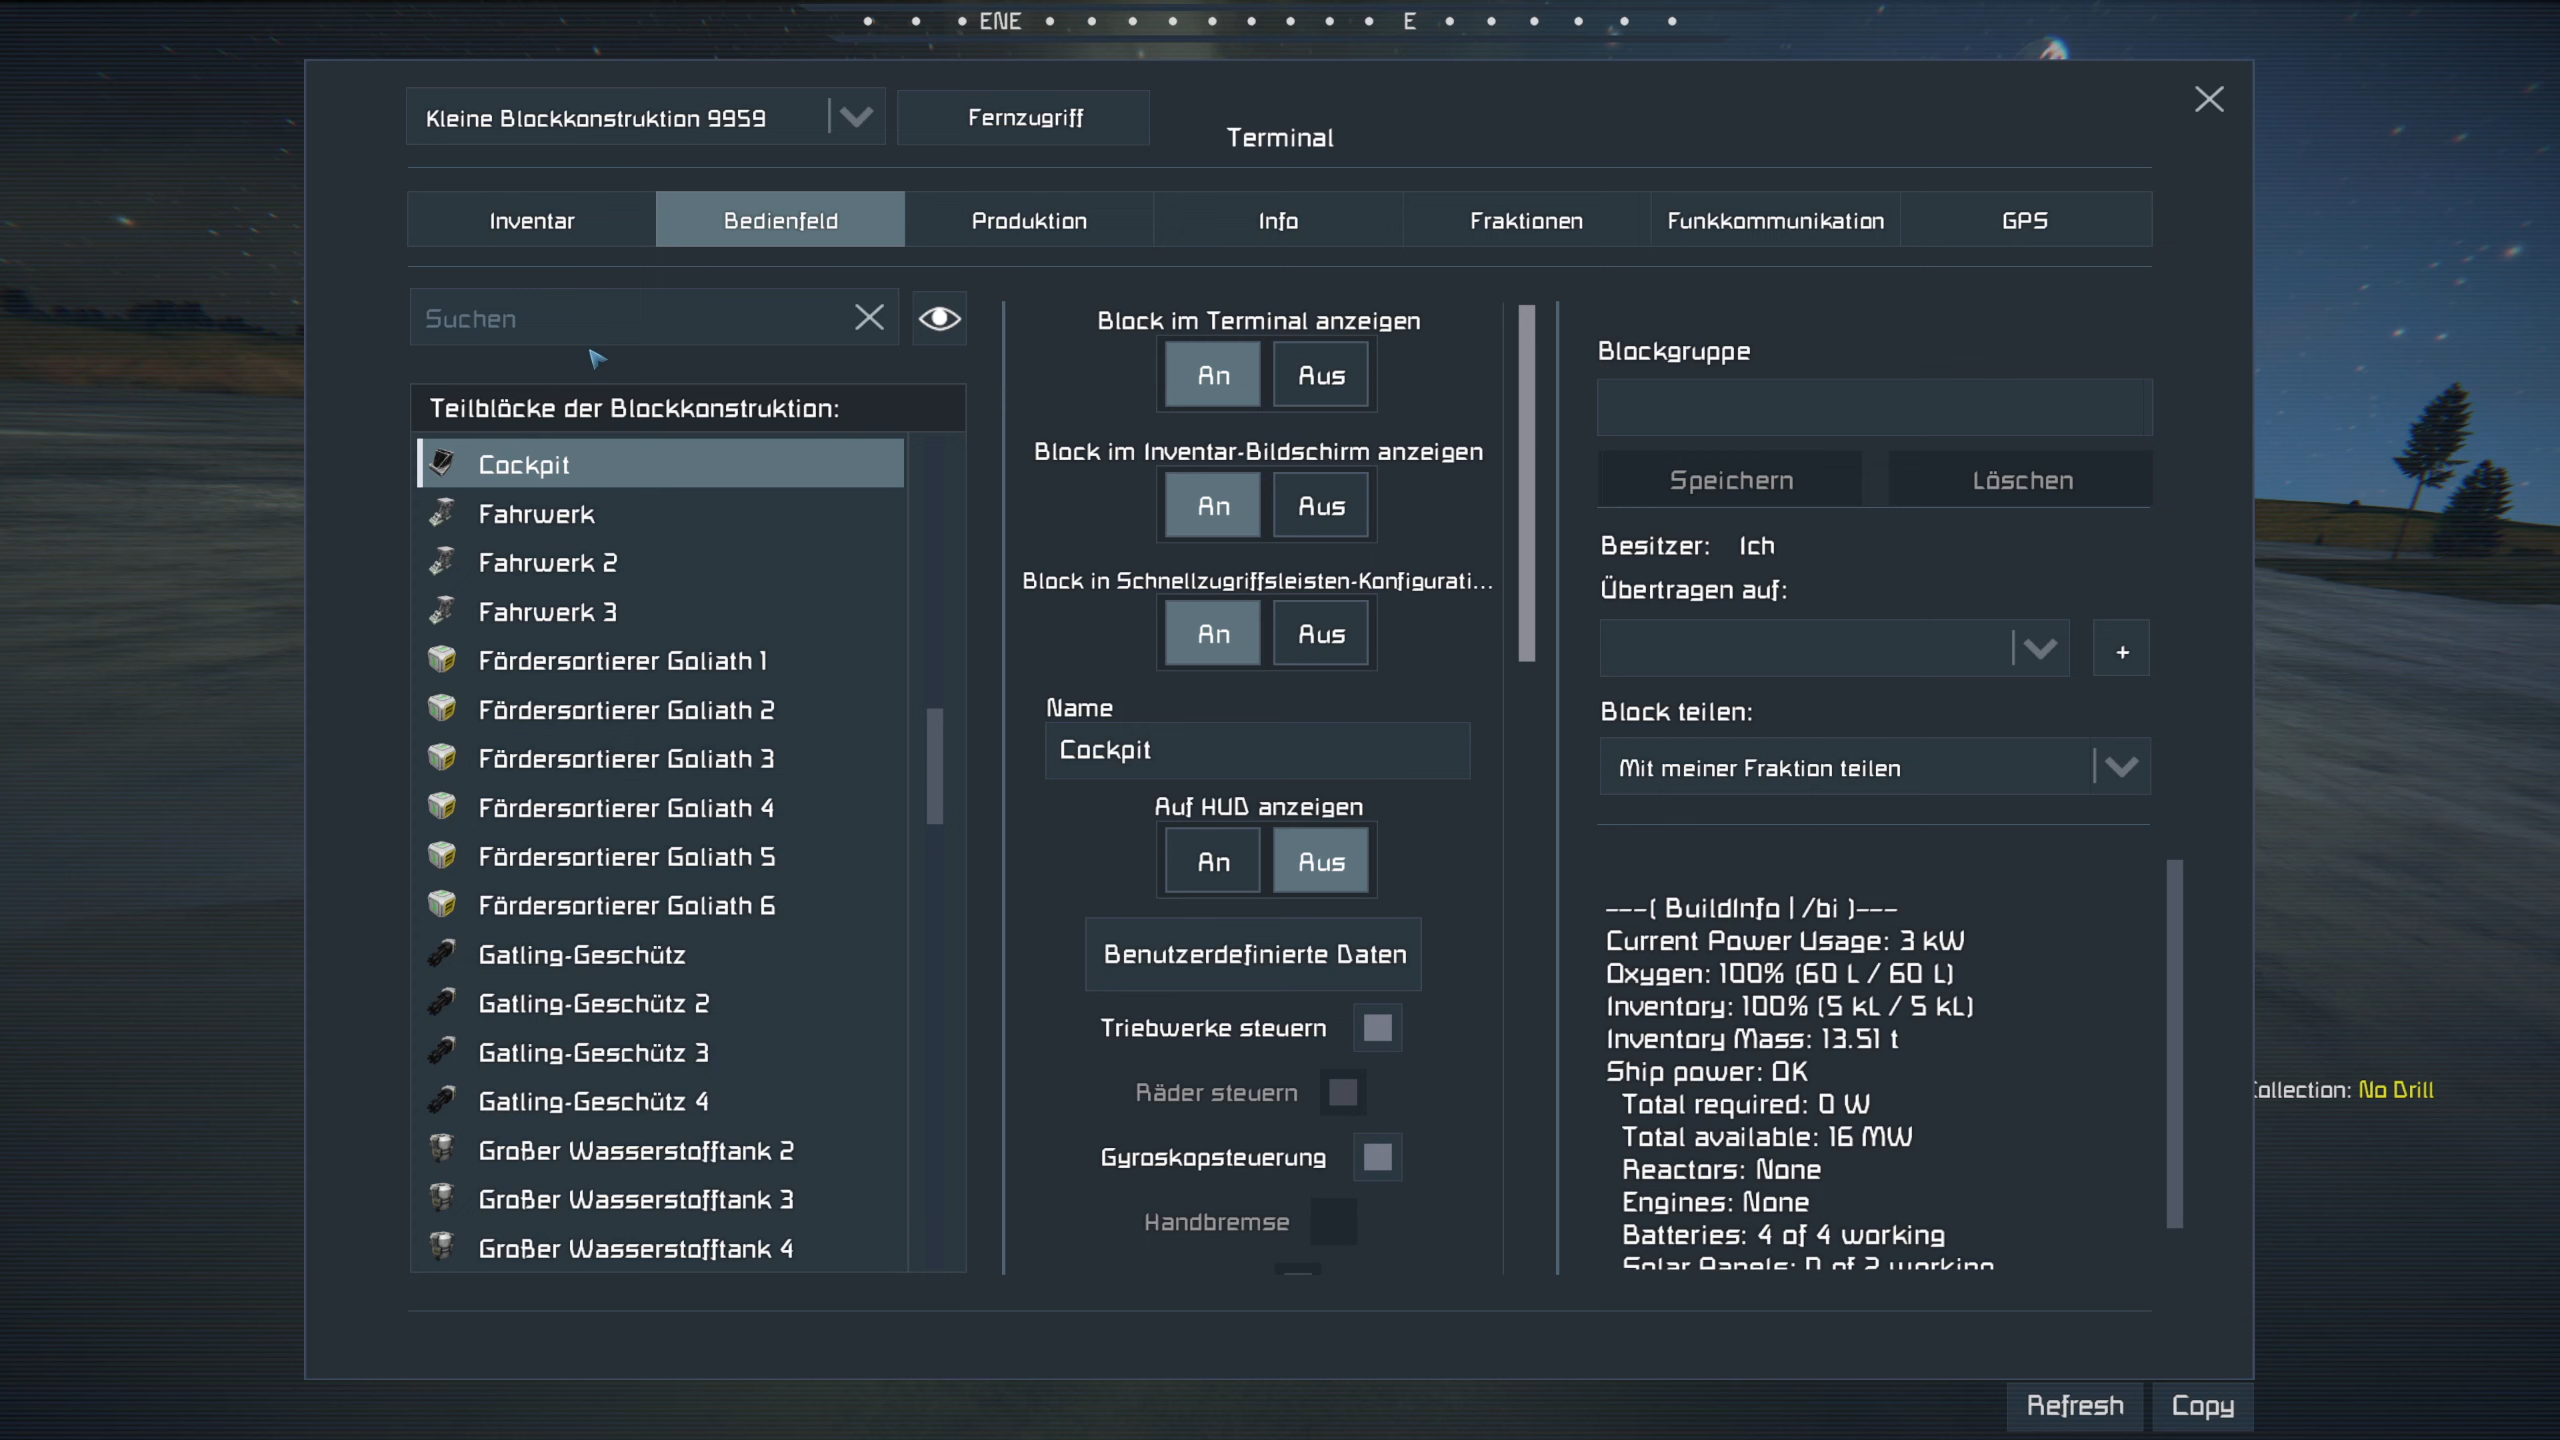 ENE E
Kleine Blockkonstruktion 9959
Fernzugriff
Terminal
Inventar
Bedienfeld
Produktion
Info
Fraktionen
Funkkommunikation
GPS
Suchen
Teilblöcke der Blockkonstruktion:
Cockpit
Fahrwerk
Fahrwerk 2
Fahrwerk 3
Fördersortierer Goliath 1
Fördersortierer Goliath 2
Fördersortierer Goliath 3
Fördersortierer Goliath 4
Fördersortierer Goliath 5
Fördersortierer Goliath 6
Gatling-Geschütz
Gatling-Geschütz 2
Gatling-Geschütz 3
Gatling-Geschütz 4
Großer Wasserstofftank 2
Großer Wasserstofftank 3
Großer Wasserstofftank 4
Block im Terminal anzeigen
An Aus
Block im Inventar-Bildschirm anzeigen
An Aus
Block in Schnellzugriffsleisten-Konfigurati...
An Aus
Name
Cockpit
Auf HUD anzeigen
An Aus
Benutzerdefinierte Daten
Triebwerke steuern
Räder steuern
Gyroskopsteuerung
Handbremse
Blockgruppe
Speichern
Löschen
Besitzer: Ich
Übertragen auf:
+
Block teilen:
Mit meiner Fraktion teilen
---( BuildInfo | /bi )---
Current Power Usage: 3 kW
Oxygen: 100% (60 L / 60 L)
Inventory: 100% (5 kL / 5 kL)
Inventory Mass: 13.51 t
Ship power: OK
Total required: 0 W
Total available: 16 MW
Reactors: None
Engines: None
Batteries: 4 of 4 working
Solar Panels: 0 of 2 working
ollection: No Drill
Refresh
Copy